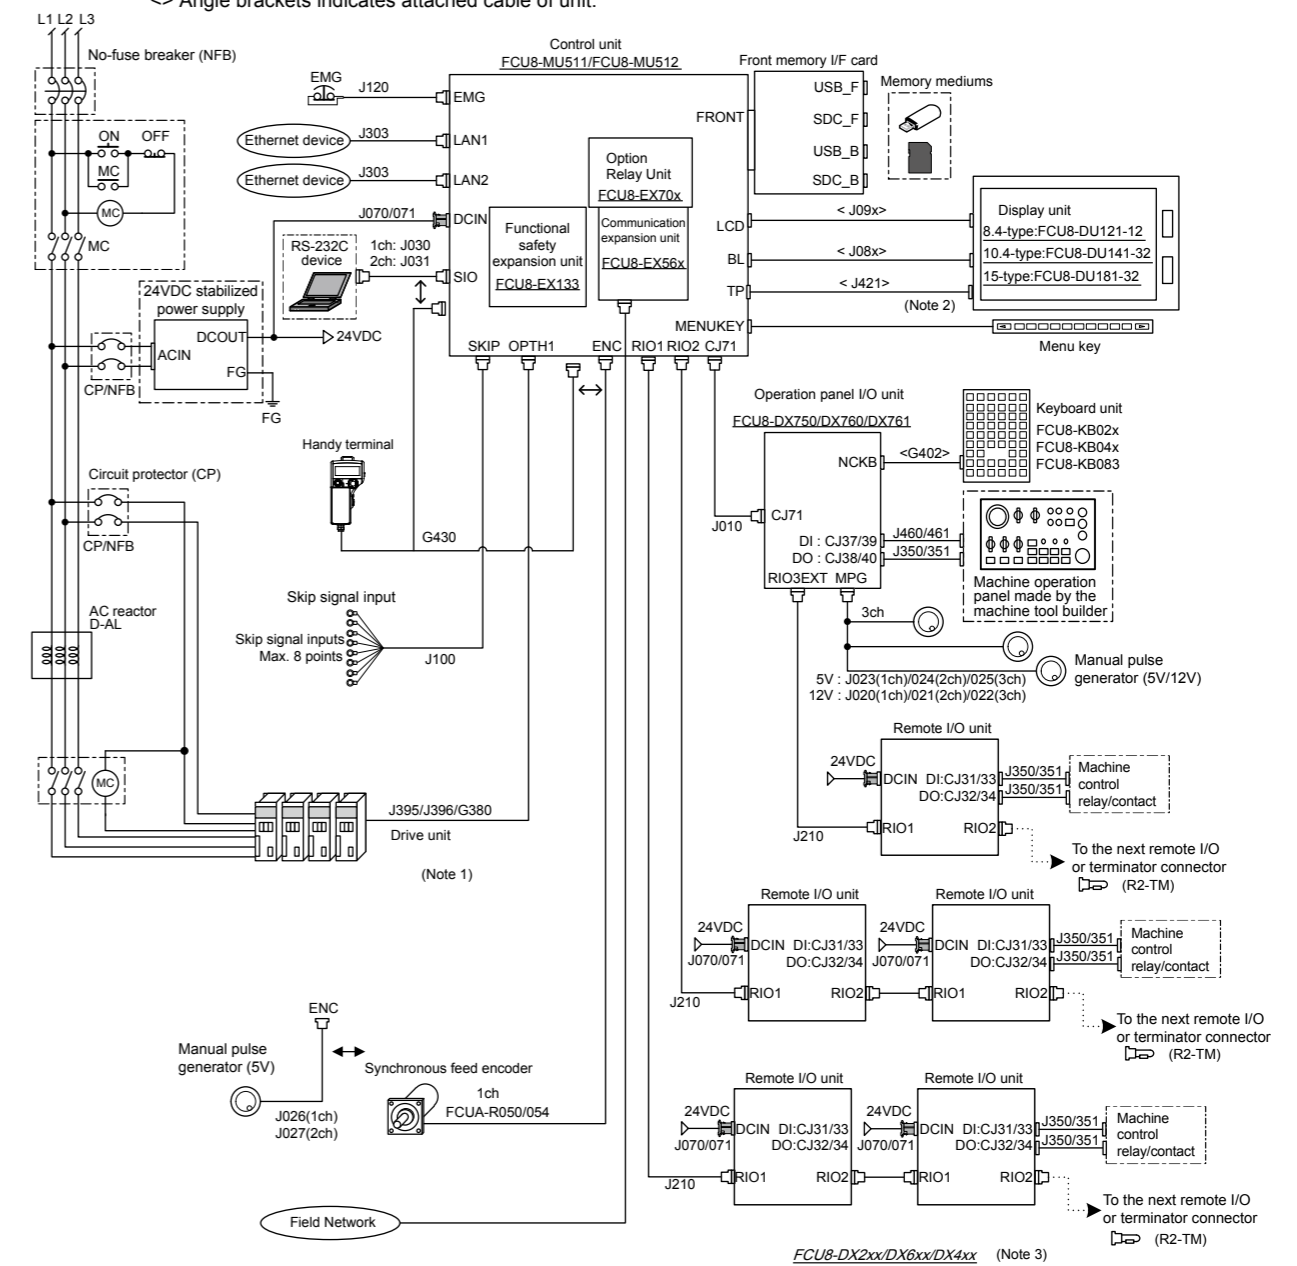 <> Angle brackets indicates attached cable of unit.
L1 L2 L3
No-fuse breaker (NFB)
ON OFF
MC
MC
MC
24VDC stabilized
power supply
DCOUT
ACIN
FG
FG
CP/NFB
24VDC
Circuit protector (CP)
CP/NFB
AC reactor
D-AL
MC
Control unit
FCU8-MU511/FCU8-MU512
EMG
J120
EMG
Ethernet device
J303
LAN1
Ethernet device
J303
LAN2
J070/071
DCIN
RS-232C
device
1ch: J030
2ch: J031
SIO
Option
Relay Unit
FCU8-EX70x
Functional
safety
expansion unit
FCU8-EX133
Communication
expansion unit
FCU8-EX56x
FRONT
LCD
BL
TP
MENUKEY
SKIP OPTH1 ENC RIO1 RIO2 CJ71
Front memory I/F card
USB_F
SDC_F
USB_B
SDC_B
Memory mediums
< J09x>
< J08x>
< J421>
(Note 2)
Display unit
8.4-type:FCU8-DU121-12
10.4-type:FCU8-DU141-32
15-type:FCU8-DU181-32
Menu key
Handy terminal
G430
Skip signal input
Skip signal inputs
Max. 8 points
J100
J395/J396/G380
Drive unit
(Note 1)
Operation panel I/O unit
FCU8-DX750/DX760/DX761
NCKB
<G402>
Keyboard unit
FCU8-KB02x
FCU8-KB04x
FCU8-KB083
J010
CJ71
DI : CJ37/39
J460/461
DO : CJ38/40
J350/351
RIO3EXT MPG
Machine operation
panel made by the
machine tool builder
3ch
Manual pulse
generator (5V/12V)
5V : J023(1ch)/024(2ch)/025(3ch)
12V : J020(1ch)/021(2ch)/022(3ch)
Remote I/O unit
24VDC
DCIN DI:CJ31/33
DO:CJ32/34
J350/351
J350/351
Machine
control
relay/contact
J210
RIO1 RIO2
To the next remote I/O
or terminator connector
(R2-TM)
Remote I/O unit
24VDC
J070/071
DCIN DI:CJ31/33
DO:CJ32/34
J210
RIO1 RIO2
Remote I/O unit
24VDC
J070/071
DCIN DI:CJ31/33
DO:CJ32/34
RIO1 RIO2
J350/351
J350/351
Machine
control
relay/contact
To the next remote I/O
or terminator connector
(R2-TM)
ENC
Manual pulse
generator (5V)
J026(1ch)
J027(2ch)
Synchronous feed encoder
1ch
FCUA-R050/054
Remote I/O unit
24VDC
J070/071
DCIN DI:CJ31/33
DO:CJ32/34
J210
RIO1 RIO2
Remote I/O unit
24VDC
J070/071
DCIN DI:CJ31/33
DO:CJ32/34
RIO1 RIO2
J350/351
J350/351
Machine
control
relay/contact
To the next remote I/O
or terminator connector
(R2-TM)
Field Network
FCU8-DX2xx/DX6xx/DX4xx (Note 3)